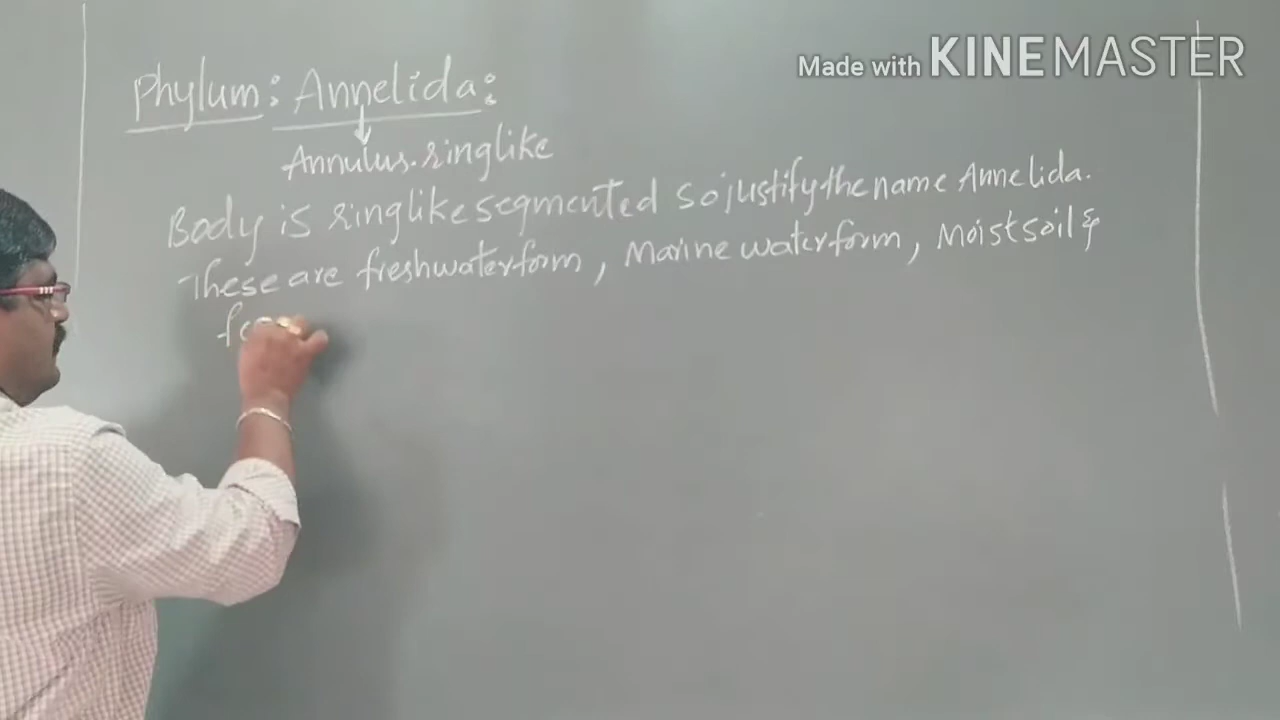 Made with KINEMASTER
Phylum: Annelida:
Annulus. ringlike
Body is ringlike segmented so justify the name Annelida.
These are freshwater form, Marine water form, Moist soil &